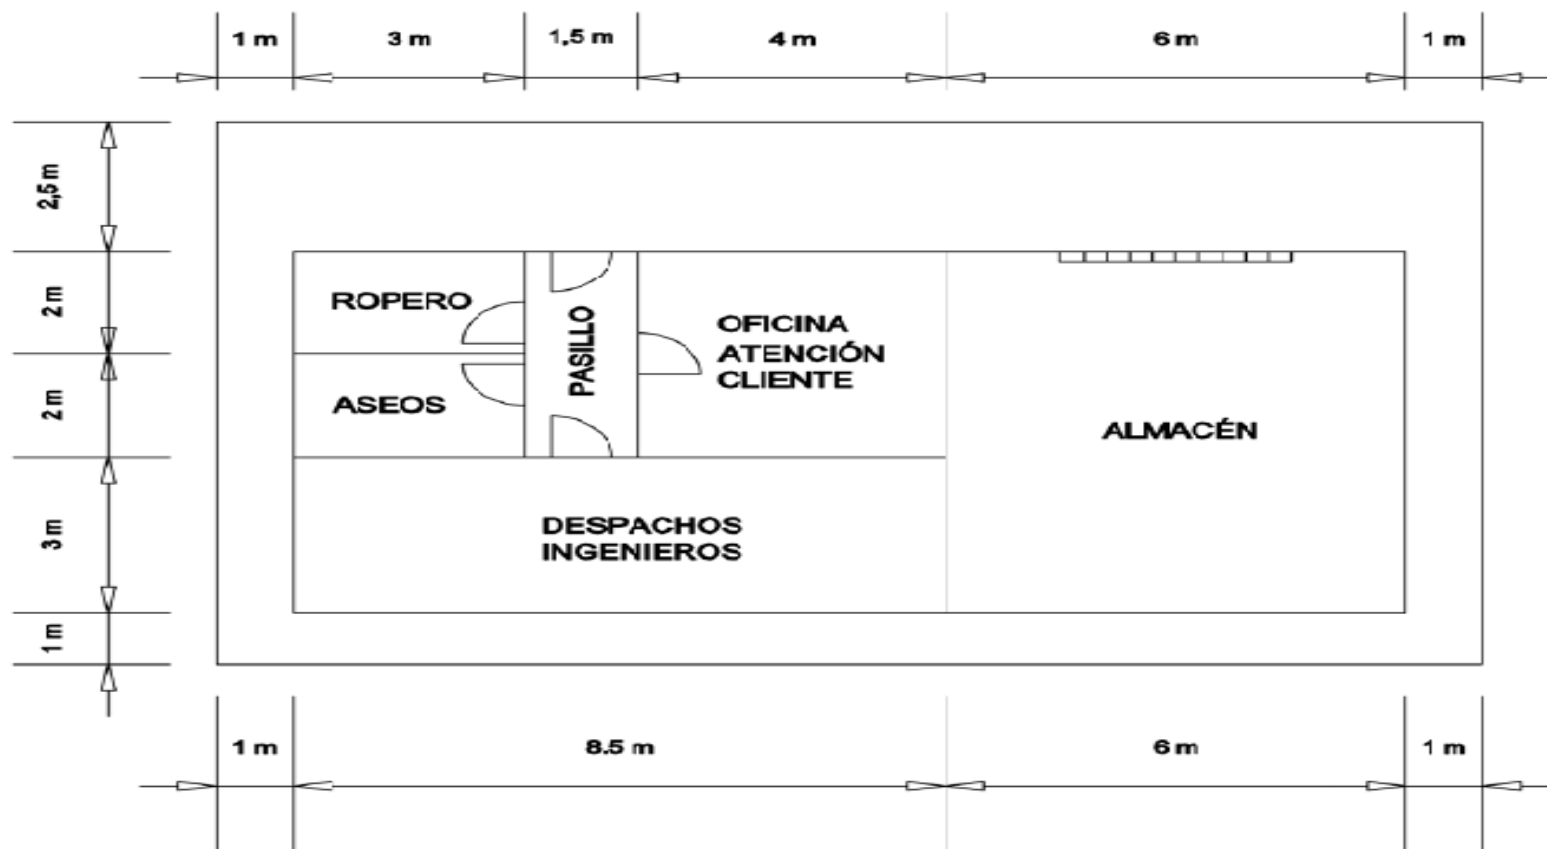 1 m
3 m
1,5 m
4 m
6 m
1 m
2,5 m
2 m
2 m
3 m
1 m
ROPERO
ASEOS
PASILLO
OFICINA
ATENCIÓN
CLIENTE
ALMACÉN
DESPACHOS
INGENIEROS
1 m
8.5 m
6 m
1 m